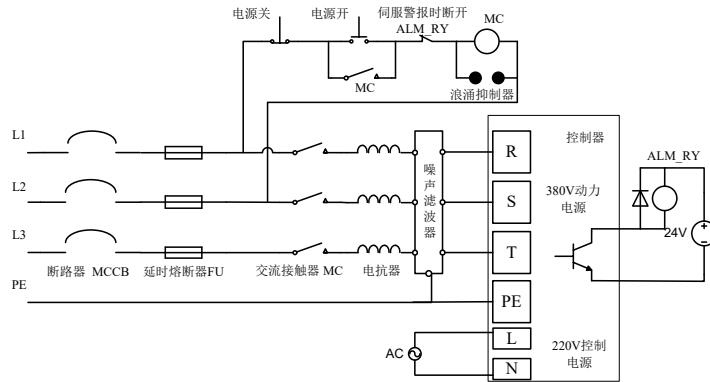 电源关
电源开
伺服警报时断开
ALM_RY
MC
MC
浪涌抑制器
L1
L2
L3
PE
断路器 MCCB
延时熔断器FU
交流接触器 MC
电抗器
噪声滤波器
R
S
T
PE
L
N
控制器
380V动力
电源
220V控制
电源
AC
ALM_RY
24V